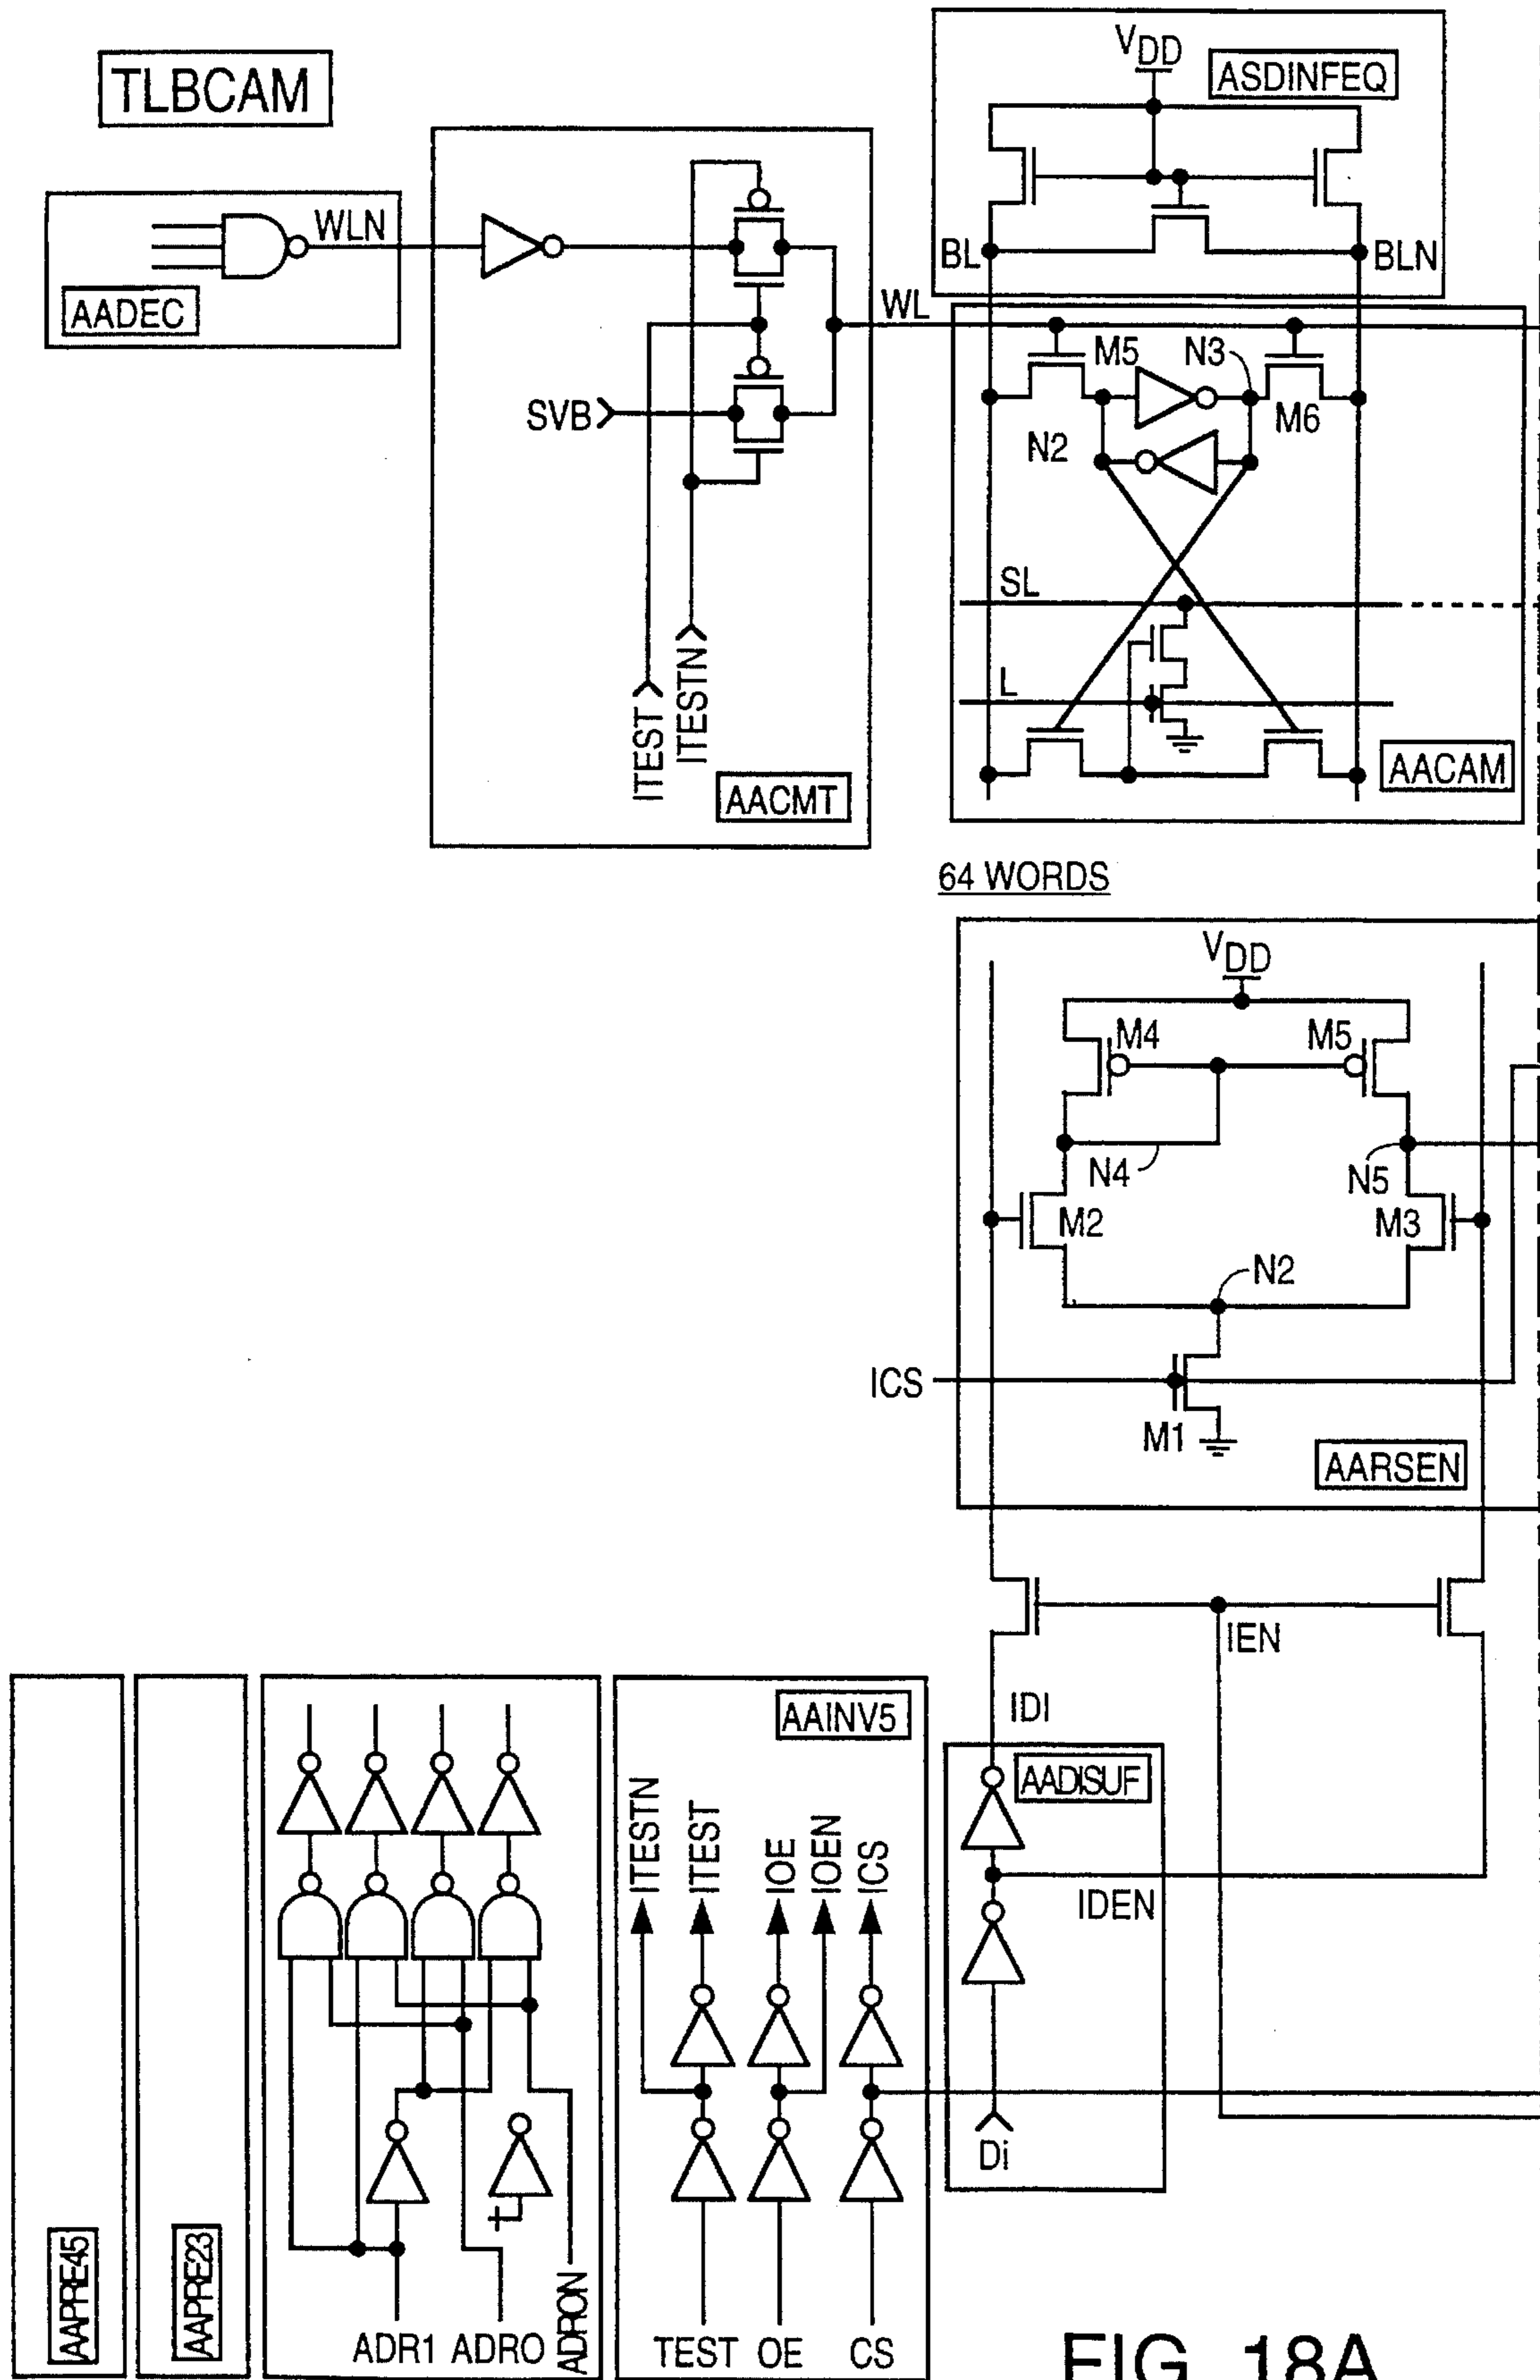 TLBCAM
VDD
ASDINFEQ
WLN
AADEC
BL
BLN
WL
M5
N3
M6
N2
SVB
SL
L
ITEST
ITESTN
AACMT
AACAM
64 WORDS
VDD
M4
M5
N4
N5
M2
M3
N2
ICS
M1
AARSEN
IEN
IDI
AAINV5
AADISUF
ITESTN
ITEST
IOE
IOEN
ICS
IDEN
Di
AAPRE45
AAPRE23
ADR1
ADRO
ADRON
TEST
OE
CS
FIG. 18A